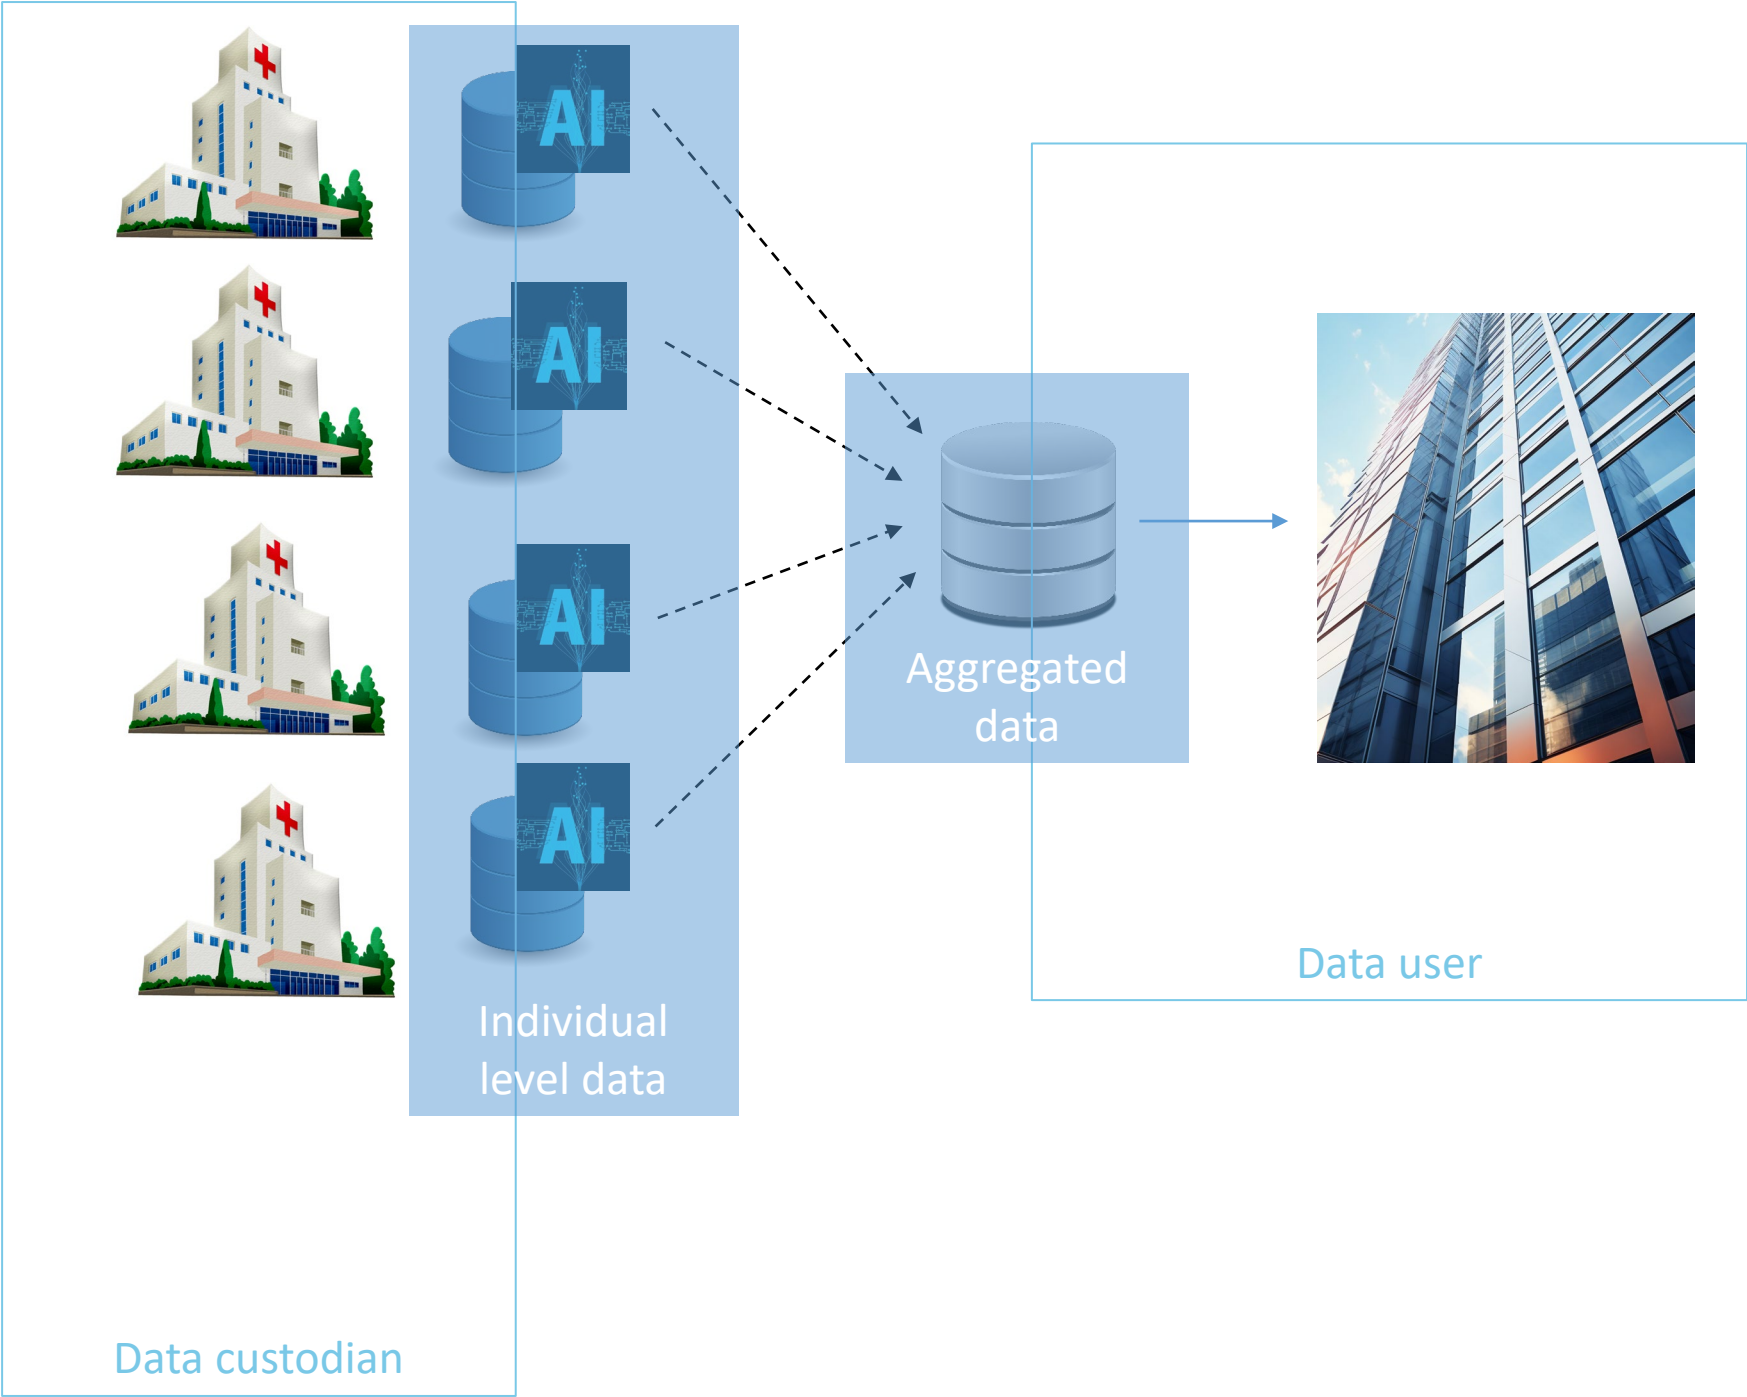 AI
AI
AI
AI
Individual
level data
Aggregated
data
Data user
Data custodian